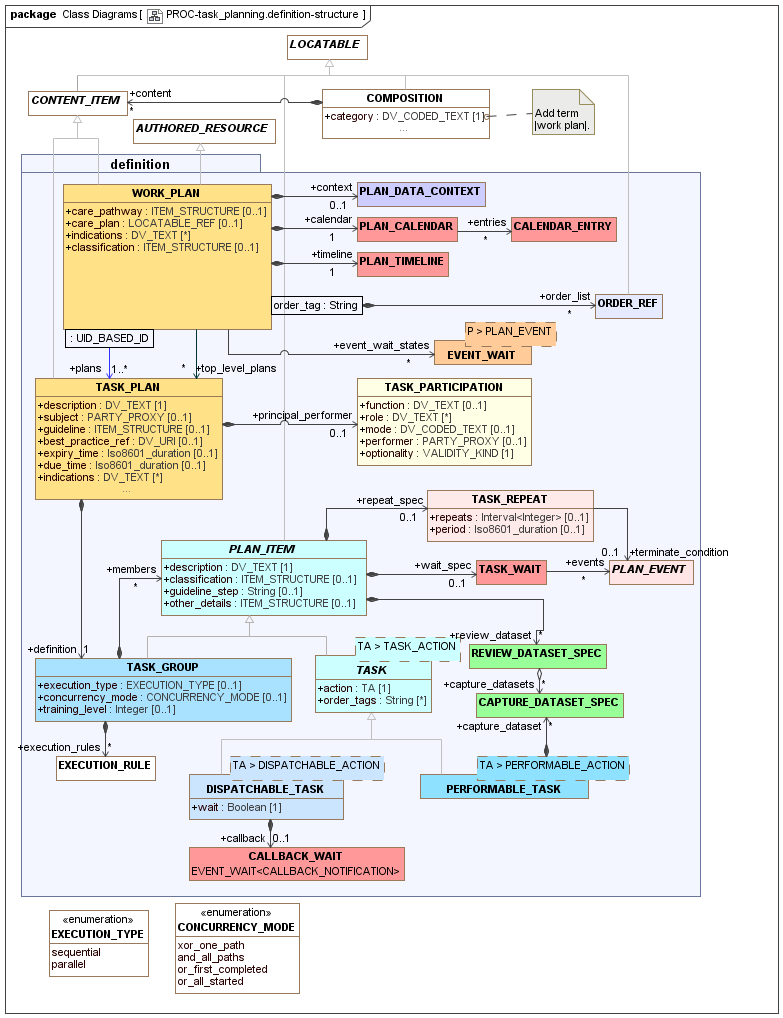 package Class Diagrams [ PROC-task_planning.definition-structure ]
LOCATABLE
CONTENT_ITEM
+content
*
COMPOSITION
+category : DV_CODED_TEXT [1]
...
Add term
|work plan|.
AUTHORED_RESOURCE
definition
WORK_PLAN
+care_pathway : ITEM_STRUCTURE [0..1]
+care_plan : LOCATABLE_REF [0..1]
+indications : DV_TEXT [*]
+classification : ITEM_STRUCTURE [0..1]
+context
0..1
PLAN_DATA_CONTEXT
+calendar
1
PLAN_CALENDAR
+entries
*
CALENDAR_ENTRY
+timeline
1
PLAN_TIMELINE
order_tag : String
+order_list
*
ORDER_REF
: UID_BASED_ID
+plans
1..*
*
+top_level_plans
+event_wait_states
*
P > PLAN_EVENT
EVENT_WAIT
TASK_PLAN
+description : DV_TEXT [1]
+subject : PARTY_PROXY [0..1]
+guideline : ITEM_STRUCTURE [0..1]
+best_practice_ref : DV_URI [0..1]
+expiry_time : Iso8601_duration [0..1]
+due_time : Iso8601_duration [0..1]
+indications : DV_TEXT [*]
...
+principal_performer
0..1
TASK_PARTICIPATION
+function : DV_TEXT [0..1]
+role : DV_TEXT [*]
+mode : DV_CODED_TEXT [0..1]
+performer : PARTY_PROXY [0..1]
+optionality : VALIDITY_KIND [1]
+repeat_spec
0..1
TASK_REPEAT
+repeats : Interval<Integer> [0..1]
+period : Iso8601_duration [0..1]
0..1
+terminate_condition
PLAN_ITEM
+description : DV_TEXT [1]
+classification : ITEM_STRUCTURE [0..1]
+guideline_step : String [0..1]
+other_details : ITEM_STRUCTURE [0..1]
+members
*
+wait_spec
0..1
TASK_WAIT
+events
*
PLAN_EVENT
+review_dataset
*
REVIEW_DATASET_SPEC
+definition
1
TASK_GROUP
+execution_type : EXECUTION_TYPE [0..1]
+concurrency_mode : CONCURRENCY_MODE [0..1]
+training_level : Integer [0..1]
TA > TASK_ACTION
TASK
+action : TA [1]
+order_tags : String [*]
+capture_datasets
*
CAPTURE_DATASET_SPEC
+capture_dataset
*
+execution_rules
*
EXECUTION_RULE
TA > DISPATCHABLE_ACTION
DISPATCHABLE_TASK
+wait : Boolean [1]
TA > PERFORMABLE_ACTION
PERFORMABLE_TASK
+callback
0..1
CALLBACK_WAIT
EVENT_WAIT<CALLBACK_NOTIFICATION>
«enumeration»
EXECUTION_TYPE
sequential
parallel
«enumeration»
CONCURRENCY_MODE
xor_one_path
and_all_paths
or_first_completed
or_all_started